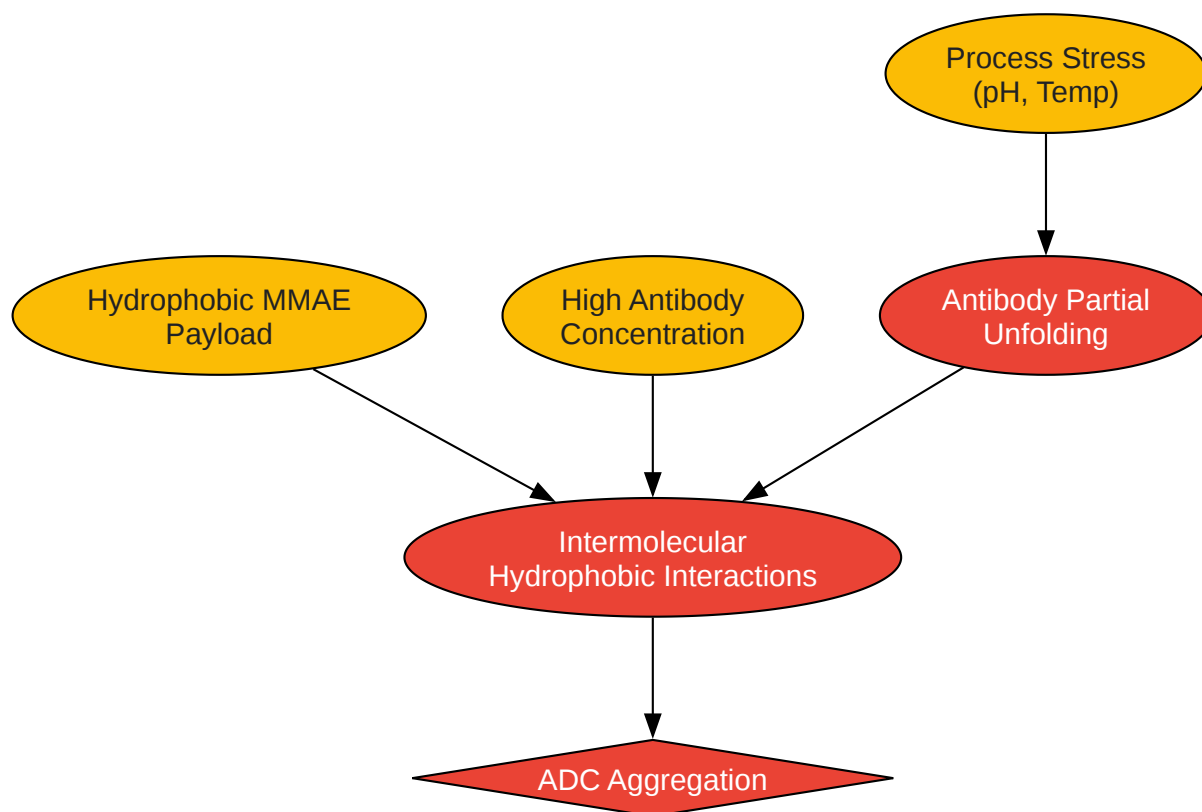 Process Stress
(pH, Temp)
Hydrophobic MMAE
Payload
High Antibody
Concentration
Antibody Partial
Unfolding
Intermolecular
Hydrophobic Interactions
ADC Aggregation